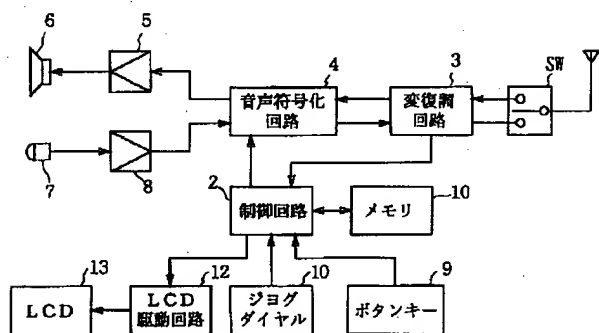 6
5
4
3
SW
音声符号化
回路
変復調
回路
7
8
2
制御回路
メモリ
10
13
12
10
9
LCD
LCD
駆動回路
ジヨグ
ダイヤル
ボタンキー